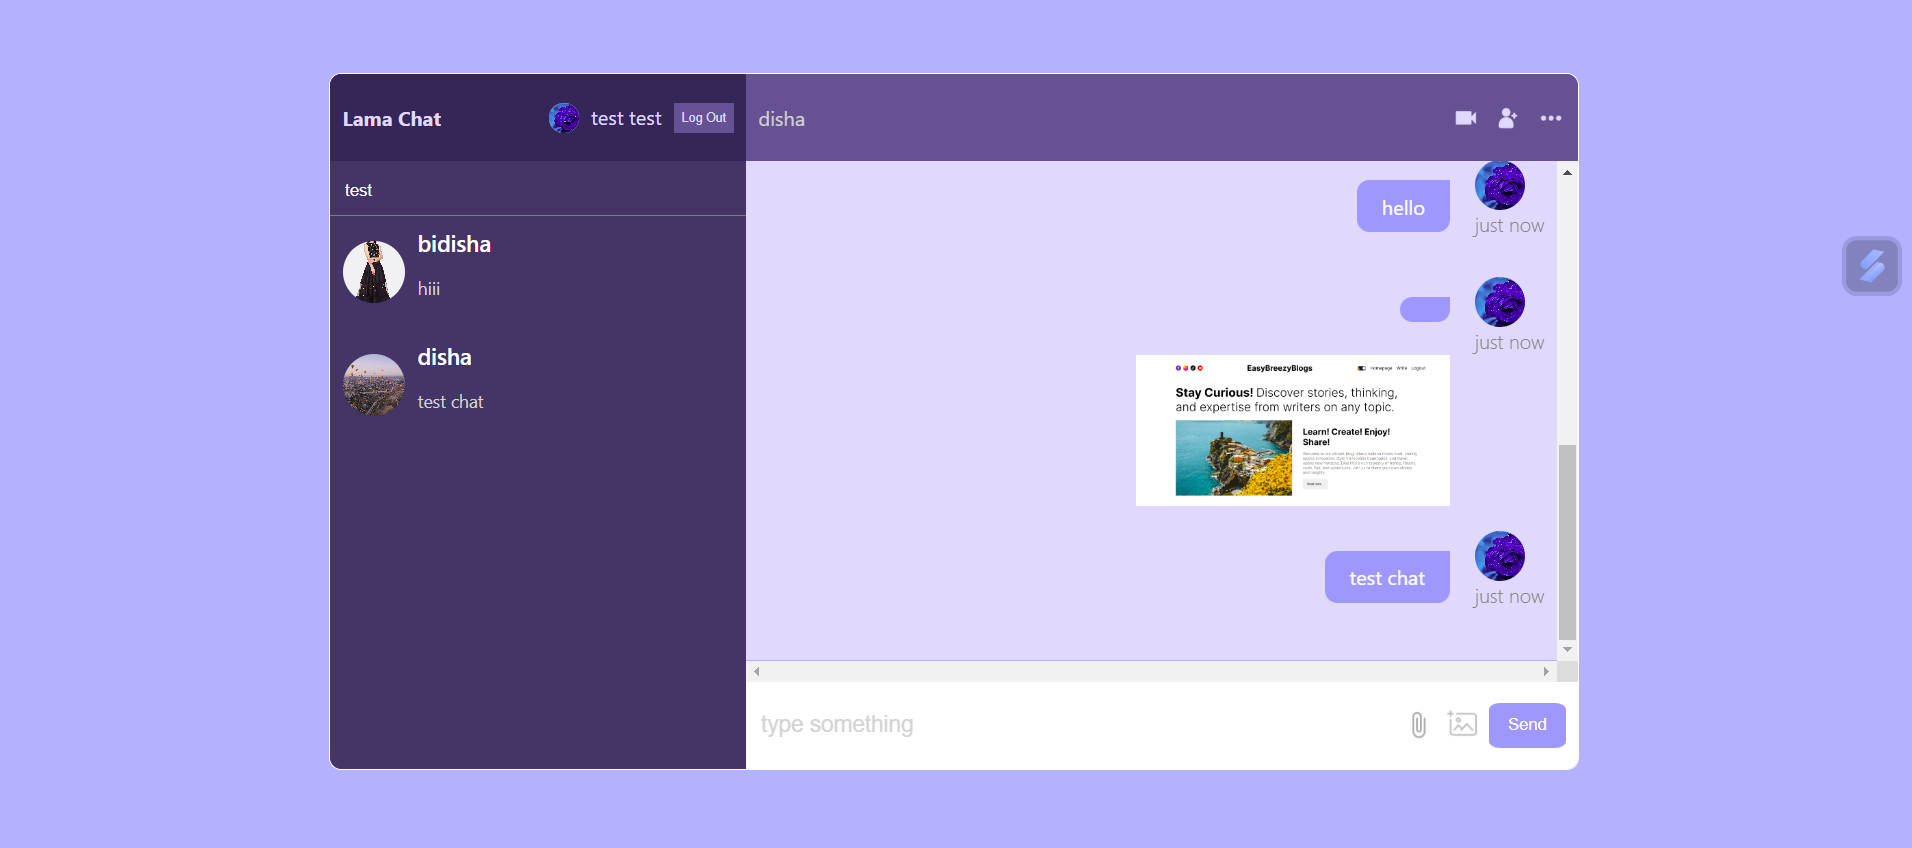 Lama Chat
test test
Log Out
test
bidisha
hiii
disha
test chat
disha
hello
just now
just now
EasyBreezyBlogs
Homepage Write Logout
Stay Curious! Discover stories, thinking,
and expertise from writers on any topic.
Learn! Create! Enjoy!
Share!
test chat
just now
type something
Send